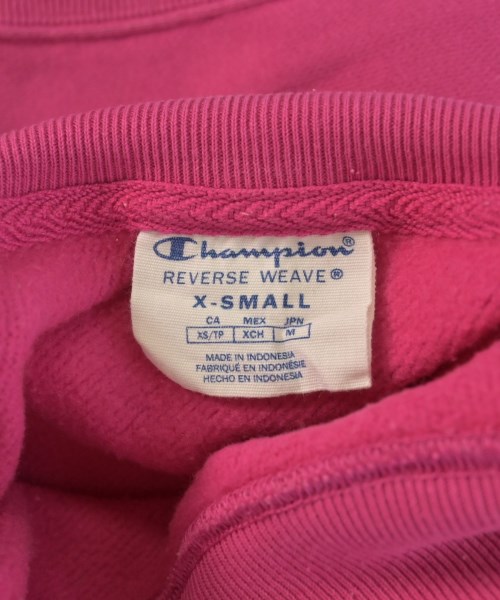 Champion®
REVERSE WEAVE®
X-SMALL
CA MEX JPN
XS/TP XCH M
MADE IN INDONESIA
FABRIQUÉ EN INDONÉSIE
HECHO EN INDONESIA